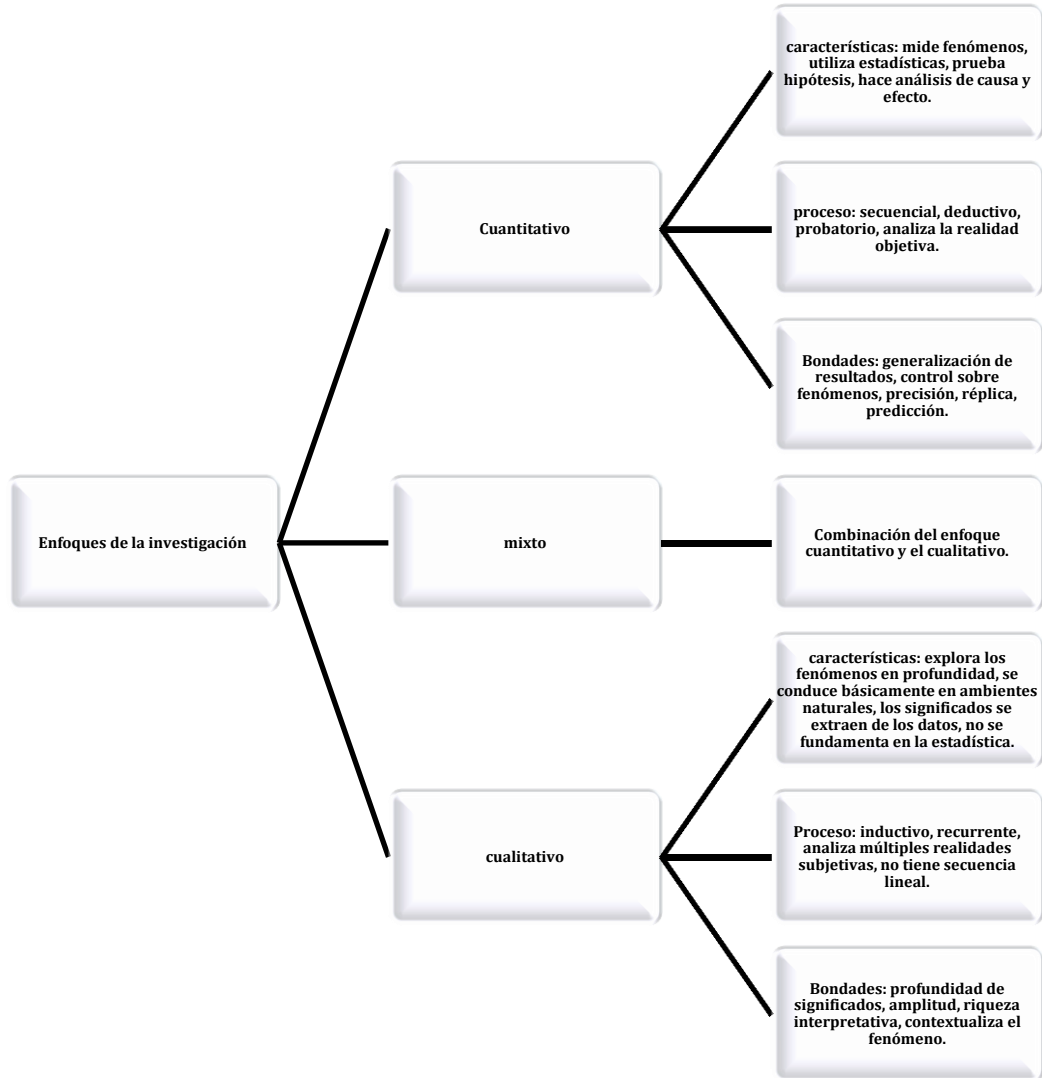 características: mide fenómenos,
utiliza estadísticas, prueba
hipótesis, hace análisis de causa y
efecto.
Cuantitativo
proceso: secuencial, deductivo,
probatorio, analiza la realidad
objetiva.
Bondades: generalización de
resultados, control sobre
fenómenos, precisión, réplica,
predicción.
Enfoques de la investigación
mixto
Combinación del enfoque
cuantitativo y el cualitativo.
características: explora los
fenómenos en profundidad, se
conduce básicamente en ambientes
naturales, los significados se
extraen de los datos, no se
fundamenta en la estadística.
cualitativo
Proceso: inductivo, recurrente,
analiza múltiples realidades
subjetivas, no tiene secuencia
lineal.
Bondades: profundidad de
significados, amplitud, riqueza
interpretativa, contextualiza el
fenómeno.